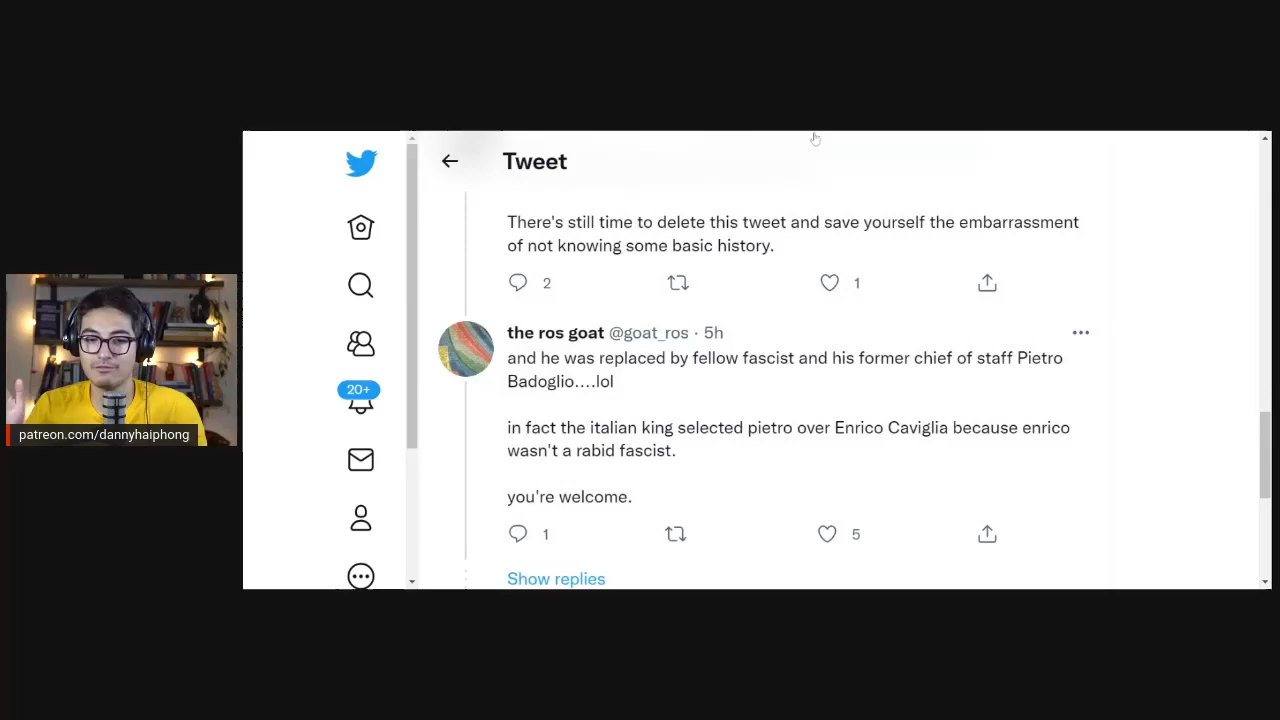 Tweet
There's still time to delete this tweet and save yourself the embarrassment
of not knowing some basic history.
2
1
the ros goat @goat_ros · 5h
and he was replaced by fellow fascist and his former chief of staff Pietro
Badoglio....lol
in fact the italian king selected pietro over Enrico Caviglia because enrico
wasn't a rabid fascist.
you're welcome.
1
5
Show replies
20+
patreon.com/dannyhaiphong